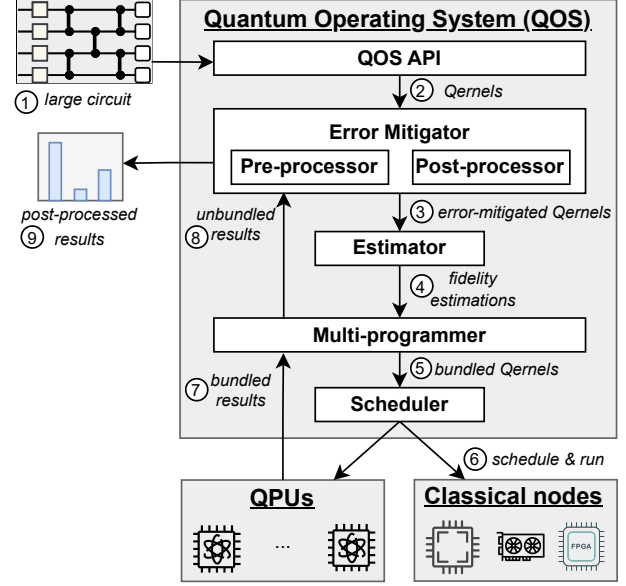 Quantum Operating System (QOS)
QOS API
① large circuit
② Qernels
Error Mitigator
Pre-processor
Post-processor
post-processed
⑨ results
unbundled
⑧ results
③ error-mitigated Qernels
Estimator
④ fidelity
estimations
Multi-programmer
⑦ bundled
results
⑤ bundled Qernels
Scheduler
⑥ schedule & run
QPUs
...
Classical nodes
FPGA